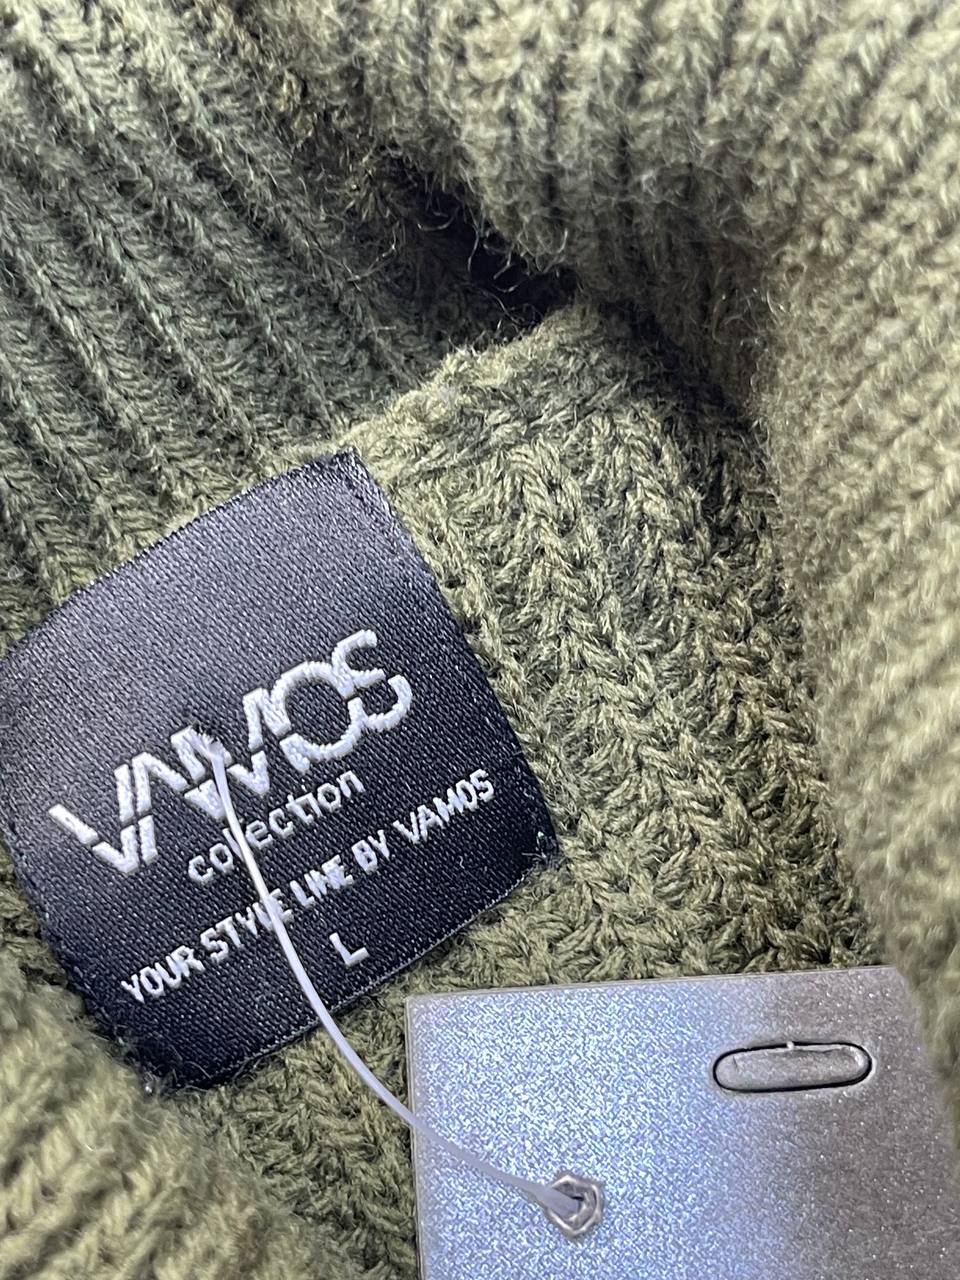 VAMOS
collection
YOUR STYLE LINE BY VAMOS
L